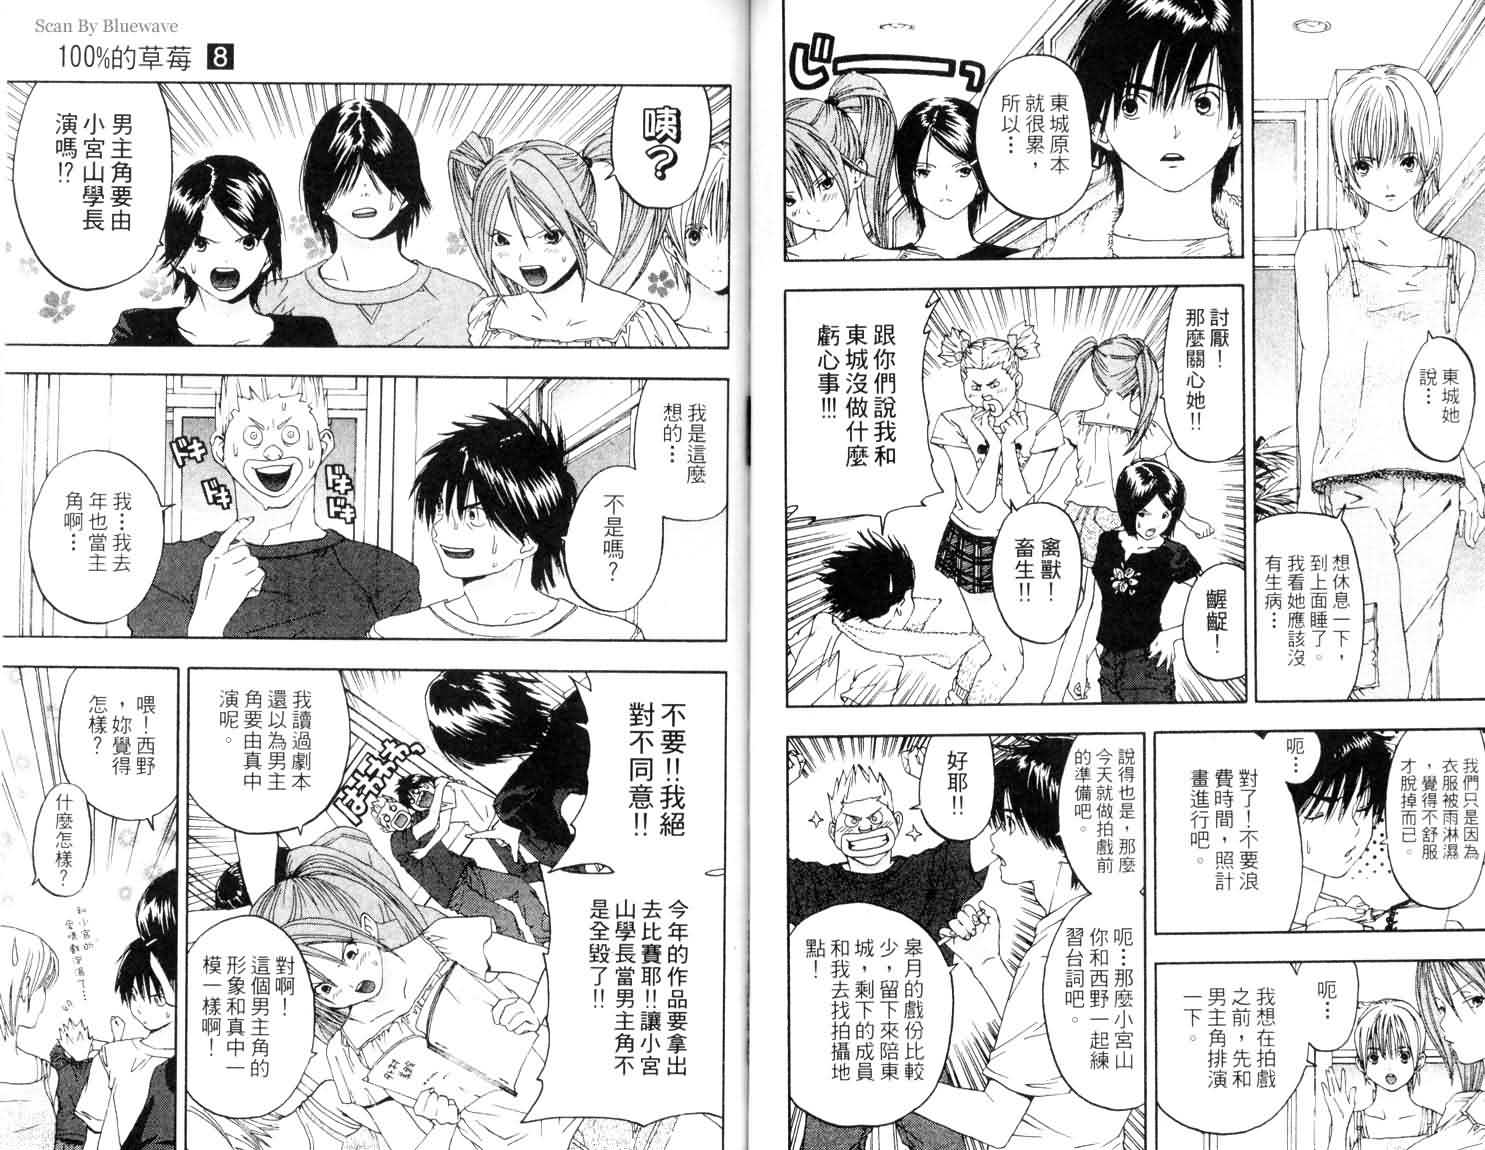 Scan By Bluewave
100%的草莓 8
東城她
說…
想休息一下，
到上面睡了。
我看她應該沒
有生病…
東城原本
就很累，
所以…
じーっ
討厭！
那麼關心她!!
跟你們說我和
東城沒做什麼
虧心事!!!
禽獸！
畜生!!
齷齪！
我們只是因為
衣服被雨淋濕
，覺得不舒服
才脫掉而已。
呃…
對了！不要浪
費時間，照計
畫進行吧。
說得也是，那麼
今天就做拍戲前
的準備吧。
好耶!!
呃…
我想在拍戲
之前，先和
男主角排演
一下。
呃…那麼小宮山
你和西野一起練
習台詞吧。
皋月的戲份比較
少，留下來陪東
城，剩下的成員
和我去找拍攝地
點！
咦？
男主角要由
小宮山學長
演嗎!?
我是這麼
想的…
不是嗎？
ドキ
ドキ
ドキ
我…我去
年也當主
角啊…
不要!!我絕
對不同意!!
今年的作品要拿出
去比賽耶!!讓小宮
山學長當男主角不
是全毀了!!
我讀過劇本
還以為男主
角要由真中
演呢。
對啊！
這個男主角的
形象和真中一
模一樣啊！
喂！西野
，妳覺得
怎樣？
什麼怎樣？